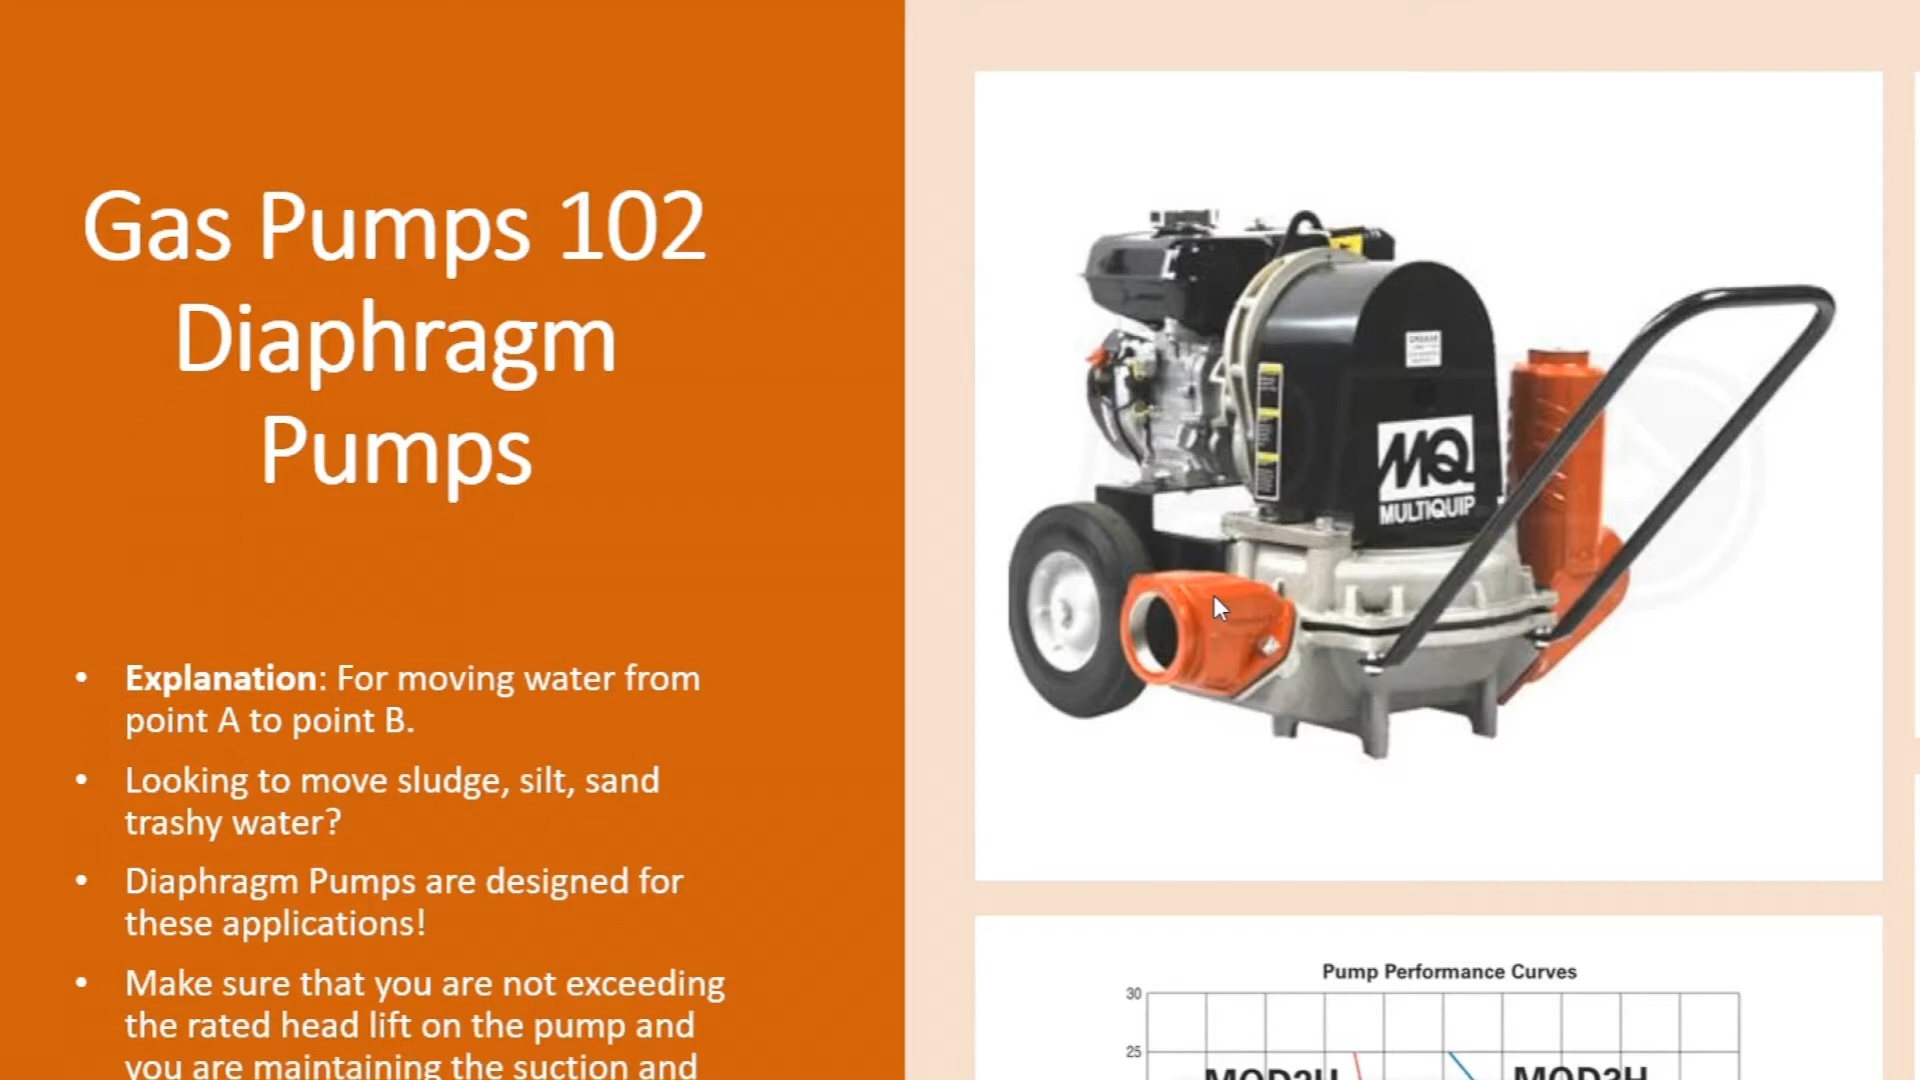 Gas Pumps 102
Diaphragm
Pumps
• Explanation: For moving water from
point A to point B.
• Looking to move sludge, silt, sand
trashy water?
• Diaphragm Pumps are designed for
these applications!
• Make sure that you are not exceeding
the rated head lift on the pump and
you are maintaining the suction and
MQ
MULTIQUIP
Pump Performance Curves
30
25
MQD2H MQD3H